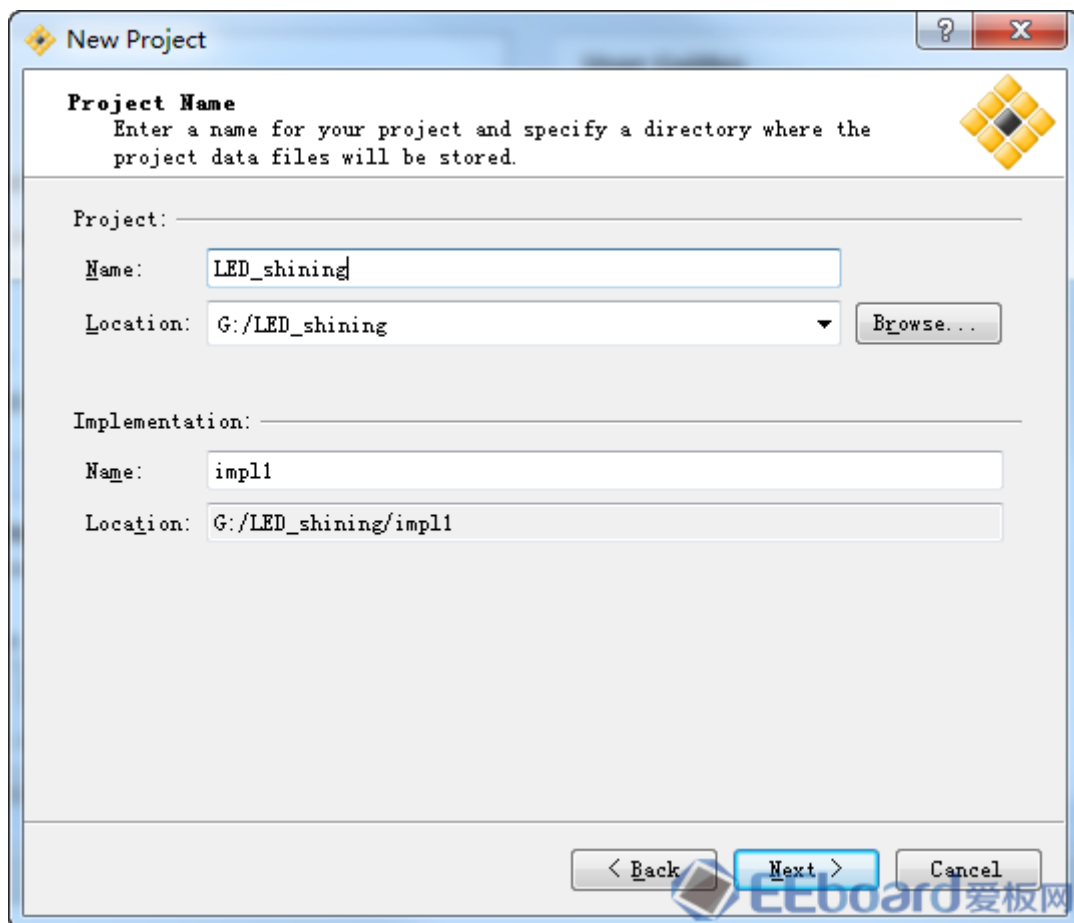 New Project
Project Name
Enter a name for your project and specify a directory where the
project data files will be stored.
Project:
Name: LED_shining
Location: G:/LED_shining Browse...
Implementation:
Name: impl1
Location: G:/LED_shining/impl1
< Back Next > Cancel
EEboard爱板网